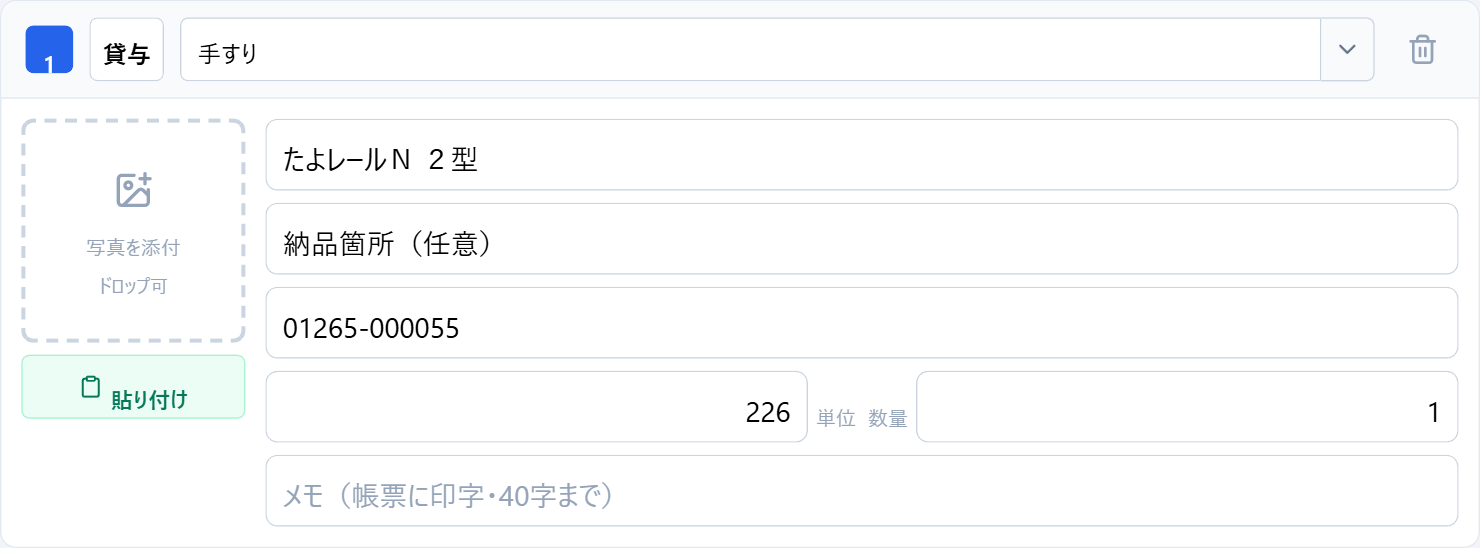 1 貸与 手すり
写真を添付
ドロップ可
貼り付け
たよレールＮ　２型
納品箇所（任意）
01265-000055
226 単位 数量 1
メモ（帳票に印字・40字まで）